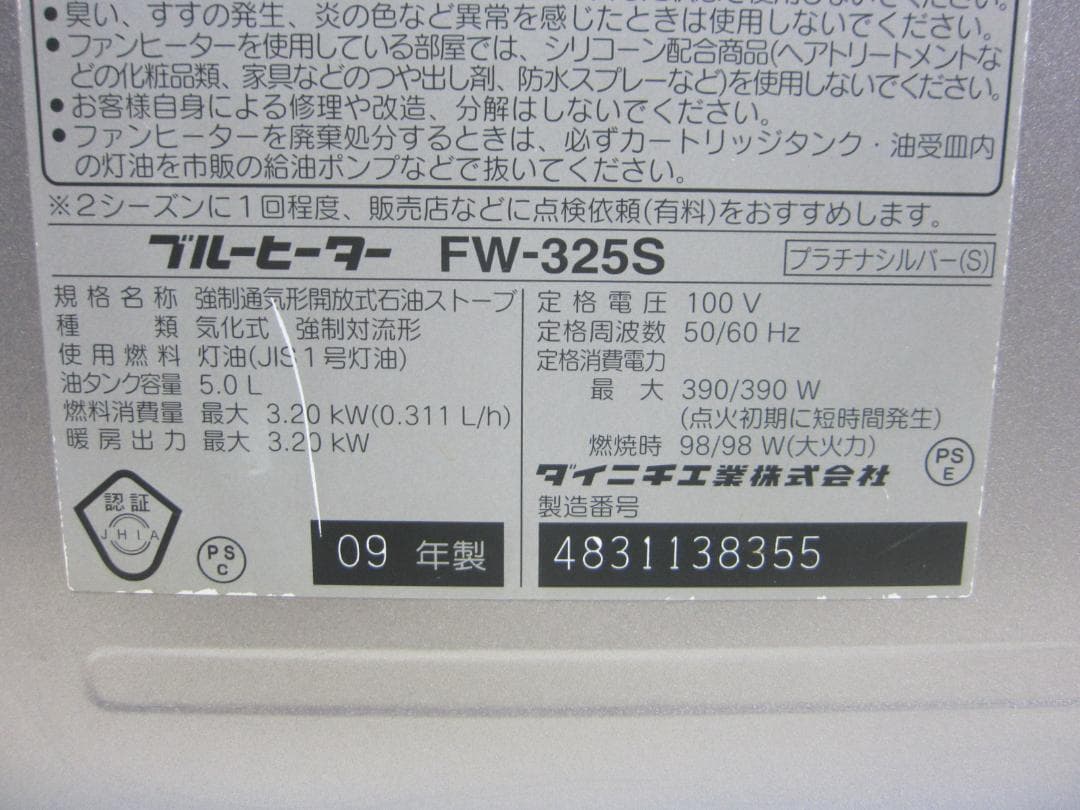 ●臭い、すすの発生、炎の色など異常を感じたときは使用しないでください。
●ファンヒーターを使用している部屋では、シリコーン配合商品(ヘアトリートメントな
どの化粧品類、家具などのつや出し剤、防水スプレーなど)を使用しないでください。
●お客様自身による修理や改造、分解はしないでください。
●ファンヒーターを廃棄処分するときは、必ずカートリッジタンク・油受皿内
の灯油を市販の給油ポンプなどで抜いてください。
※2シーズンに1回程度、販売店などに点検依頼(有料)をおすすめします。
ブルーヒーター FW-325S プラチナシルバー(S)
規格名称 強制通気形開放式石油ストーブ
種類 気化式 強制対流形
使用燃料 灯油(JIS1号灯油)
油タンク容量 5.0 L
燃料消費量 最大 3.20 kW(0.311 L/h)
暖房出力 最大 3.20 kW
認証
JHIA
PS
C
09 年製
定格電圧 100 V
定格周波数 50/60 Hz
定格消費電力
最大 390/390 W
(点火初期に短時間発生)
燃焼時 98/98 W(大火力)
ダイニチ工業株式会社
PS
E
製造番号
4831138355